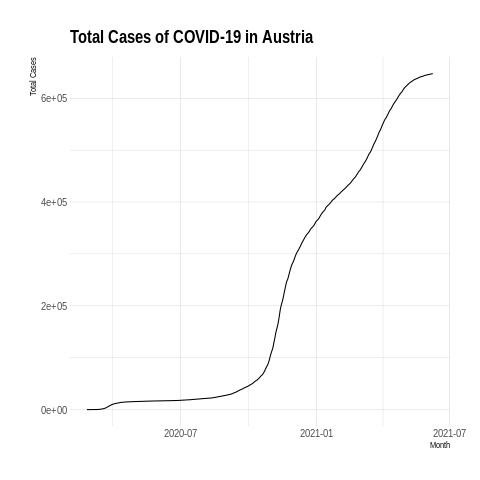 Total Cases of COVID-19 in Austria
Total Cases
6e+05
4e+05
2e+05
0e+00
2020-07 2021-01 2021-07
Month